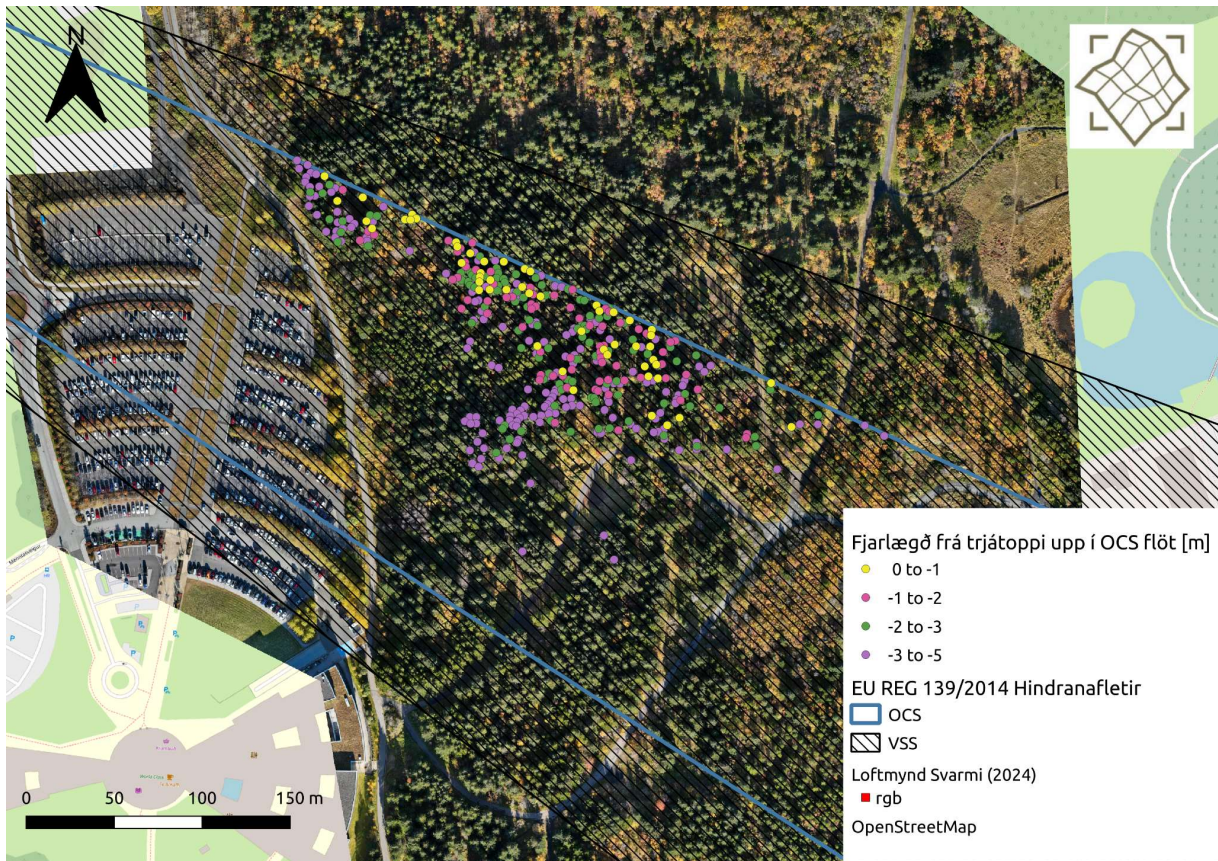 N
Fjarlægð frá trjátoppi upp í OCS flöt [m]
0 to -1
-1 to -2
-2 to -3
-3 to -5
EU REG 139/2014 Hindranafletir
OCS
VSS
Loftmynd Svarmi (2024)
rgb
OpenStreetMap
0 50 100 150 m
P
P
P
P